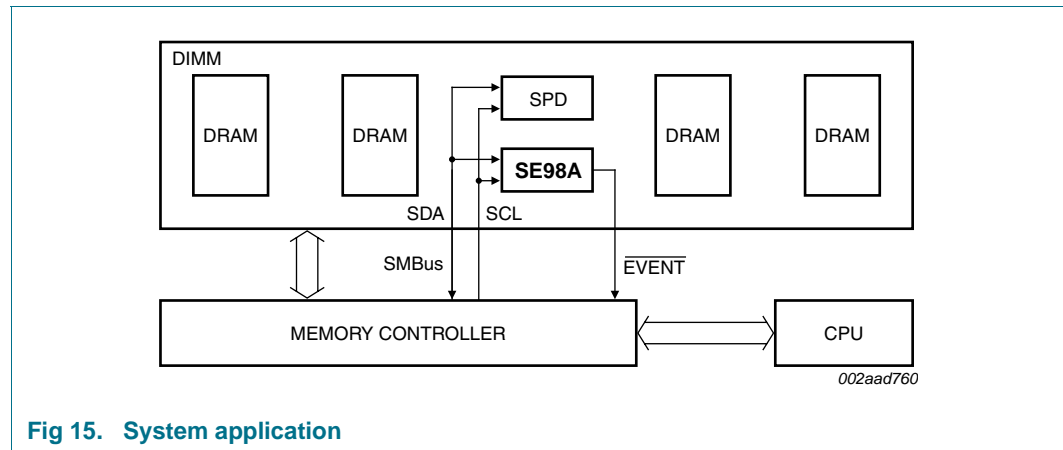 DIMM
DRAM
DRAM
SPD
SE98A
DRAM
DRAM
SDA
SCL
SMBus
EVENT
MEMORY CONTROLLER
CPU
002aad760
Fig 15. System application